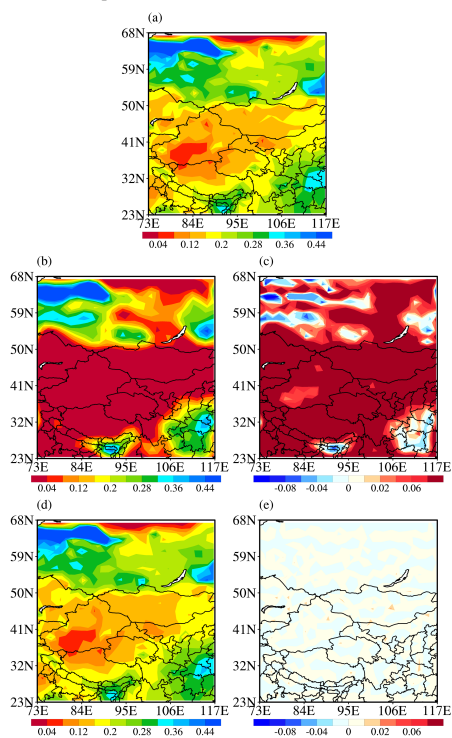 (a)
68N
59N
50N
41N
32N
23N
73E 84E 95E 106E 117E
0.04 0.12 0.2 0.28 0.36 0.44
(b) (c)
68N 68N
59N 59N
50N 50N
41N 41N
32N 32N
23N 23N
73E 84E 95E 106E 117E 73E 84E 95E 106E 117E
0.04 0.12 0.2 0.28 0.36 0.44 -0.08 -0.04 0 0.02 0.06
(d) (e)
68N 68N
59N 59N
50N 50N
41N 41N
32N 32N
23N 23N
73E 84E 95E 106E 117E 73E 84E 95E 106E 117E
0.04 0.12 0.2 0.28 0.36 0.44 -0.08 -0.04 0 0.02 0.06